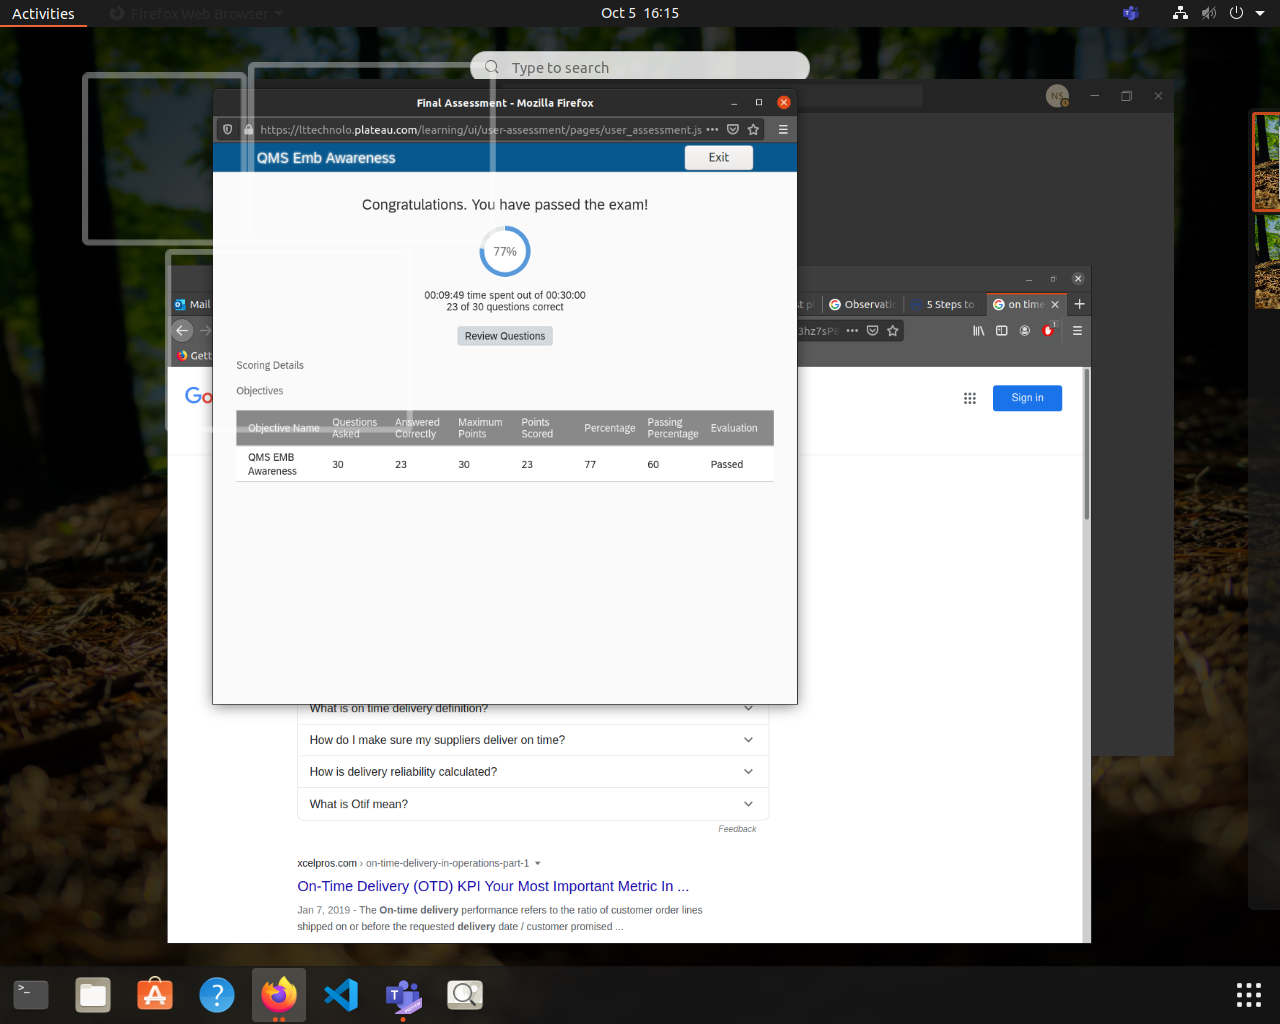 Activities
Firefox Web Browser
Oct 5 16:15
Type to search
NS
Final Assessment - Mozilla Firefox
https://lttechnolo.plateau.com/learning/ui/user-assessment/pages/user_assessment.js
QMS Emb Awareness
Exit
Congratulations. You have passed the exam!
77%
00:09:49 time spent out of 00:30:00
23 of 30 questions correct
Review Questions
Scoring Details
Objectives
Objective Name Questions Asked Answered Correctly Maximum Points Points Scored Percentage Passing Percentage Evaluation
QMS EMB Awareness 30 23 30 23 77 60 Passed
Mail
Observati
5 Steps to
on time
3hz7sP8
1
Gett
Go
Sign in
What is on time delivery definition?
How do I make sure my suppliers deliver on time?
How is delivery reliability calculated?
What is Otif mean?
Feedback
xcelpros.com › on-time-delivery-in-operations-part-1
On-Time Delivery (OTD) KPI Your Most Important Metric In ...
Jan 7, 2019 - The On-time delivery performance refers to the ratio of customer order lines
shipped on or before the requested delivery date / customer promised ...